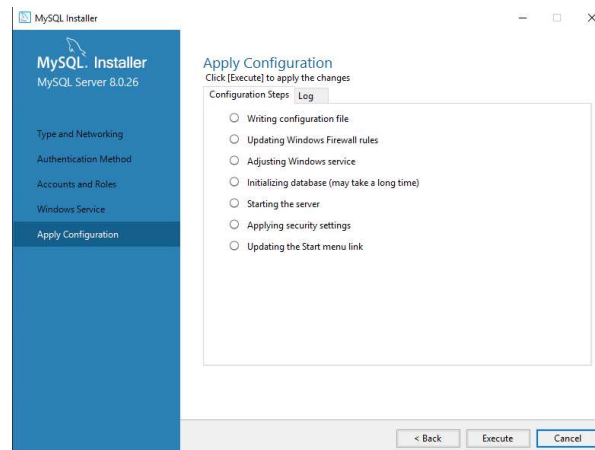 MySQL Installer
MySQL. Installer
MySQL Server 8.0.26
Type and Networking
Authentication Method
Accounts and Roles
Windows Service
Apply Configuration
Apply Configuration
Click [Execute] to apply the changes
Configuration Steps Log
Writing configuration file
Updating Windows Firewall rules
Adjusting Windows service
Initializing database (may take a long time)
Starting the server
Applying security settings
Updating the Start menu link
< Back Execute Cancel